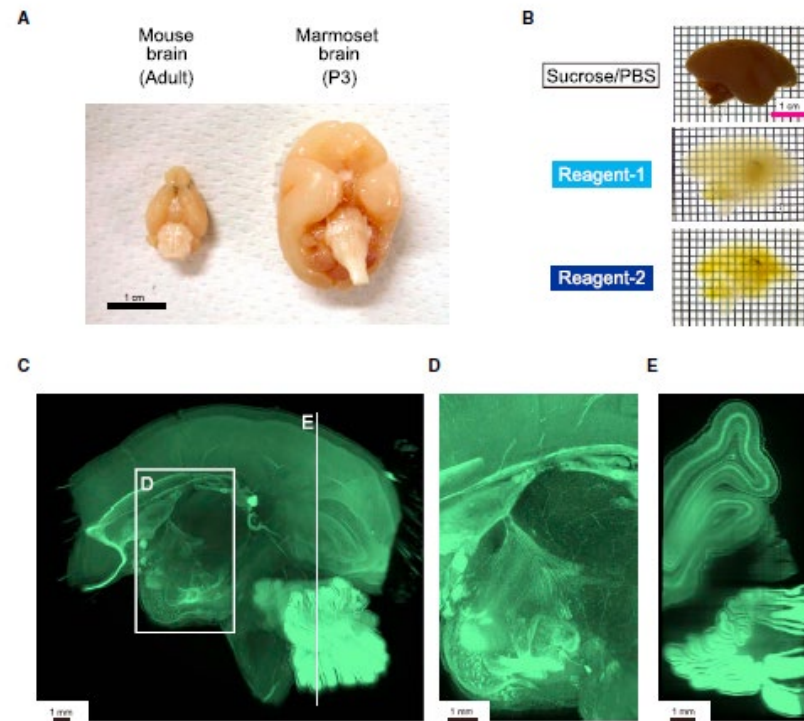 A
Mouse
brain
(Adult)
Marmoset
brain
(P3)
1 cm
B
Sucrose/PBS
1 cm
Reagent-1
Reagent-2
C
E
D
1 mm
D
1 mm
E
1 mm